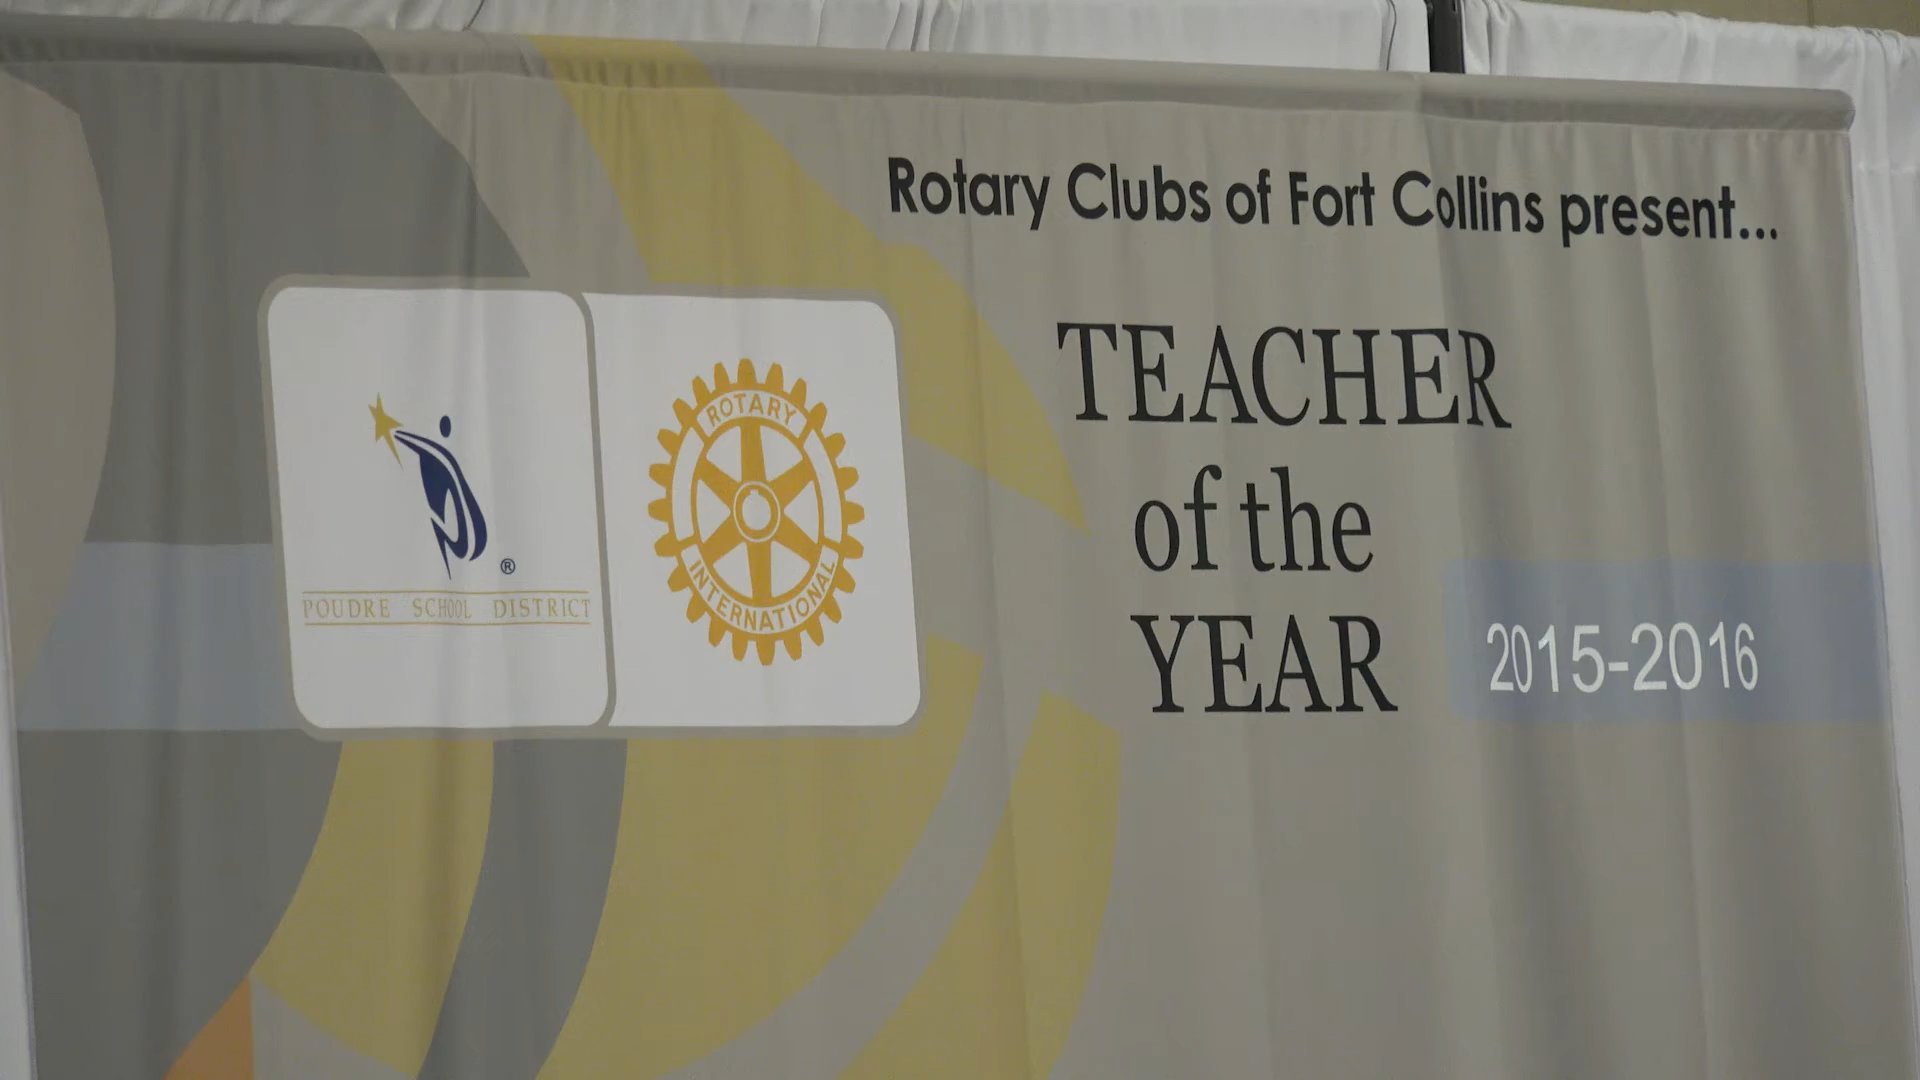 Rotary Clubs of Fort Collins present...
TEACHER
of the
YEAR
2015-2016
ROTARY
INTERNATIONAL
®
POUDRE SCHOOL DISTRICT